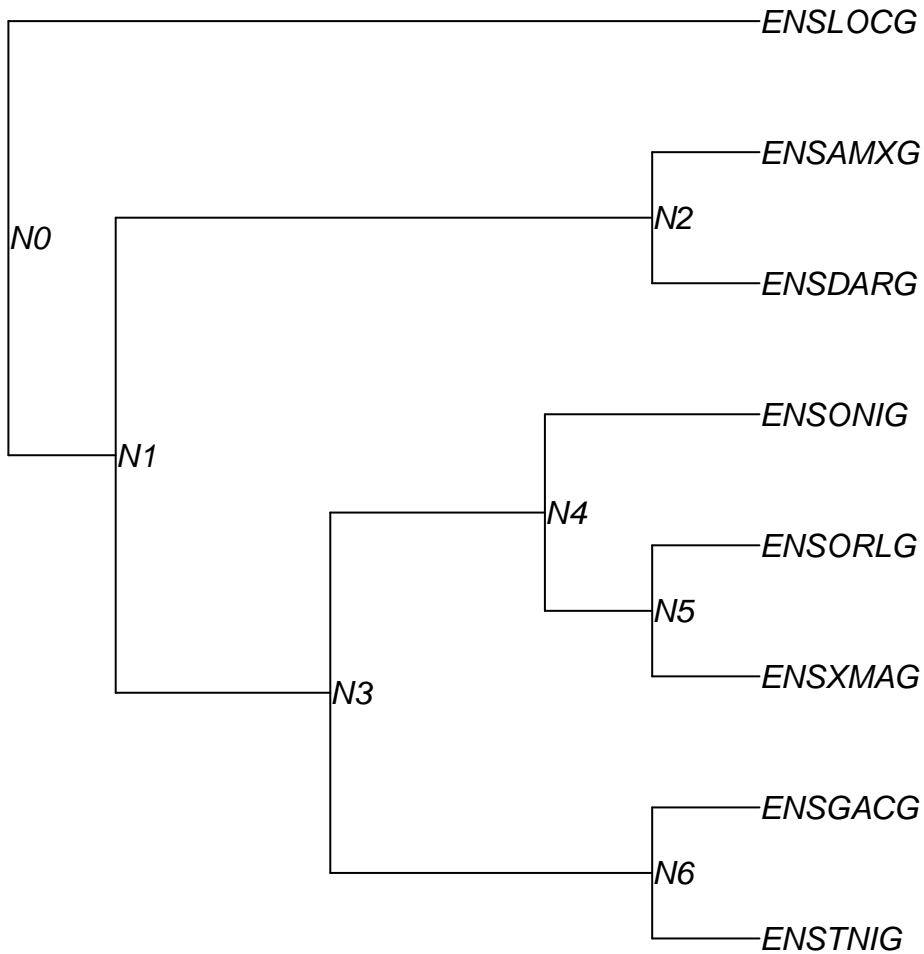 ENSLOCG
ENSAMXG
N2
N0
ENSDARG
ENSONIG
N1
N4
ENSORLG
N5
ENSXMAG
N3
ENSGACG
N6
ENSTNIG